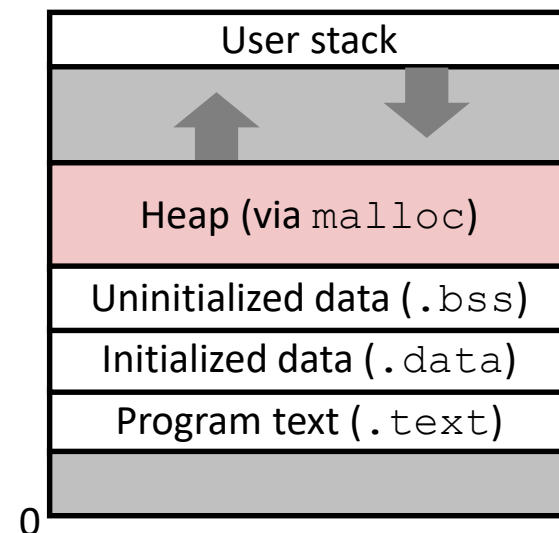 User stack
Heap (via malloc)
Uninitialized data (.bss)
Initialized data (.data)
Program text (.text)
0